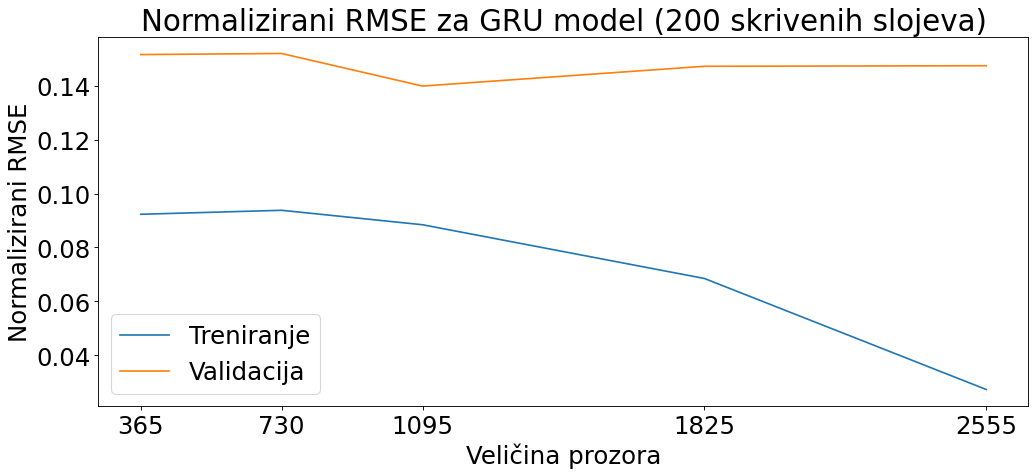 Normalizirani RMSE za GRU model (200 skrivenih slojeva)
Normalizirani RMSE
0.14
0.12
0.10
0.08
0.06
0.04
Treniranje
Validacija
365 730 1095 1825 2555
Veličina prozora